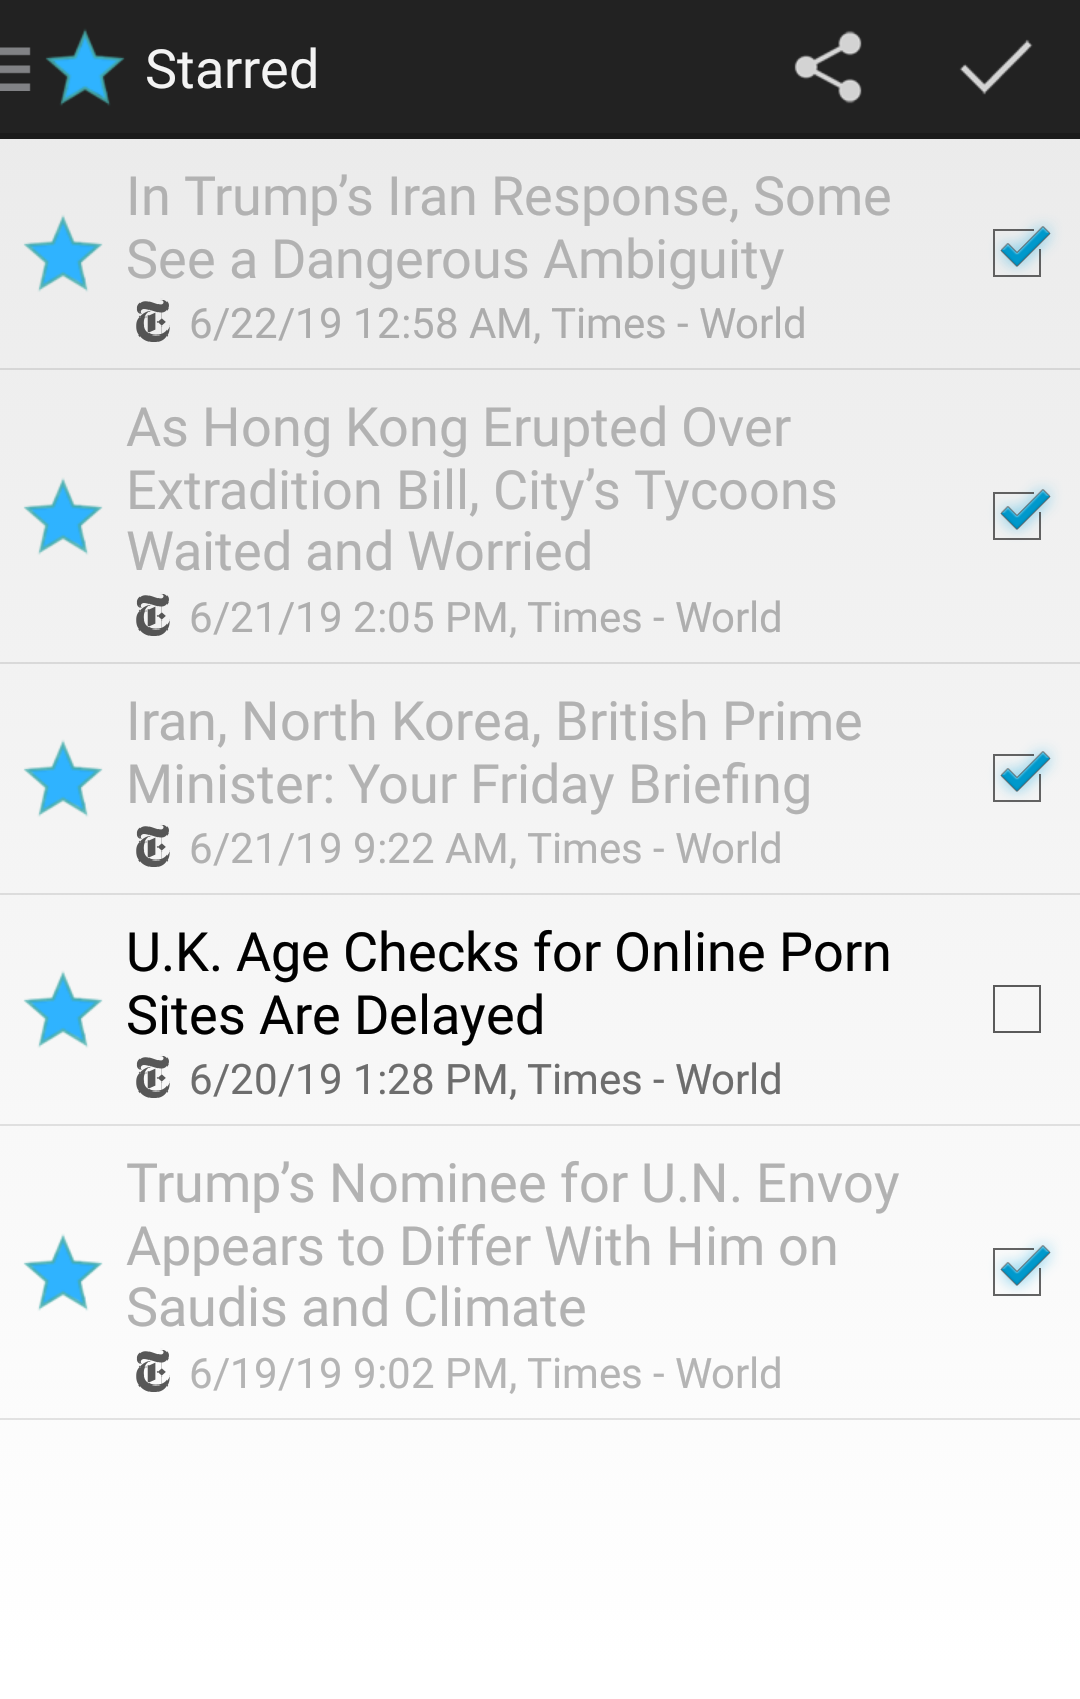 Starred
In Trump’s Iran Response, Some
See a Dangerous Ambiguity
6/22/19 12:58 AM, Times - World
As Hong Kong Erupted Over
Extradition Bill, City’s Tycoons
Waited and Worried
6/21/19 2:05 PM, Times - World
Iran, North Korea, British Prime
Minister: Your Friday Briefing
6/21/19 9:22 AM, Times - World
U.K. Age Checks for Online Porn
Sites Are Delayed
6/20/19 1:28 PM, Times - World
Trump’s Nominee for U.N. Envoy
Appears to Differ With Him on
Saudis and Climate
6/19/19 9:02 PM, Times - World